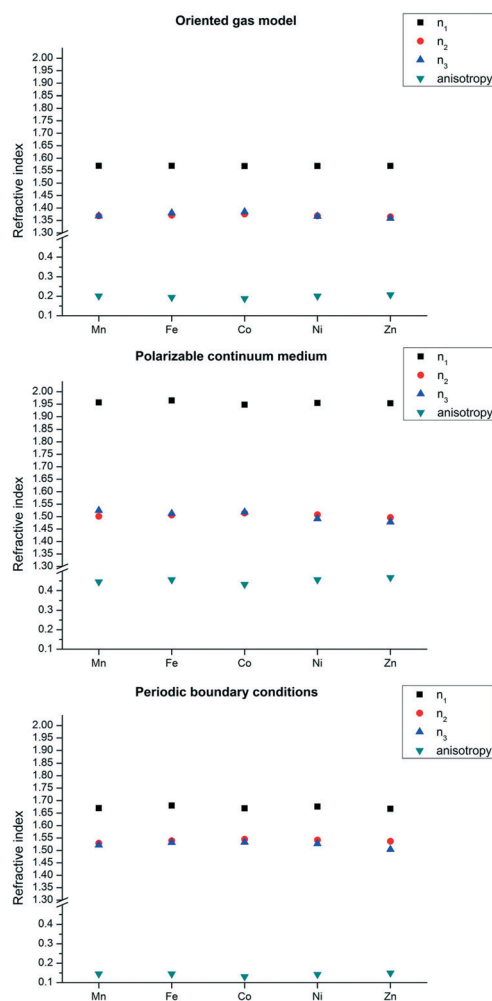 Oriented gas model
n₁
n₂
n₃
anisotropy
2.00
1.95
1.90
1.85
1.80
1.75
1.70
1.65
1.60
1.55
1.50
1.45
1.40
1.35
1.30
0.4
0.3
0.2
0.1
Refractive index
Mn Fe Co Ni Zn
Polarizable continuum medium
n₁
n₂
n₃
anisotropy
2.00
1.95
1.90
1.85
1.80
1.75
1.70
1.65
1.60
1.55
1.50
1.45
1.40
1.35
1.30
0.4
0.3
0.2
0.1
Refractive index
Mn Fe Co Ni Zn
Periodic boundary conditions
n₁
n₂
n₃
anisotropy
2.00
1.95
1.90
1.85
1.80
1.75
1.70
1.65
1.60
1.55
1.50
1.45
1.40
1.35
1.30
0.4
0.3
0.2
0.1
Refractive index
Mn Fe Co Ni Zn